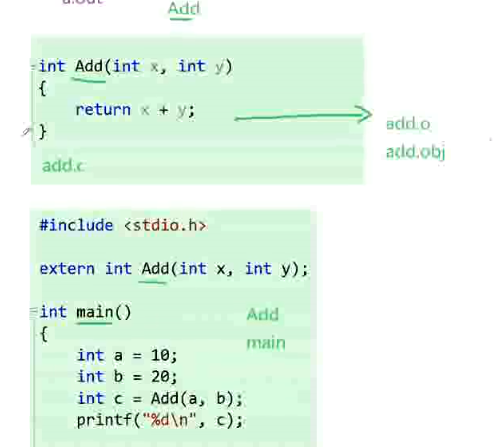 a.out
Add
int Add(int x, int y)
{
return x + y;
}
add.o
add.obj
add.c
#include <stdio.h>
extern int Add(int x, int y);
int main()
{
Add
main
int a = 10;
int b = 20;
int c = Add(a, b);
printf("%d\n", c);